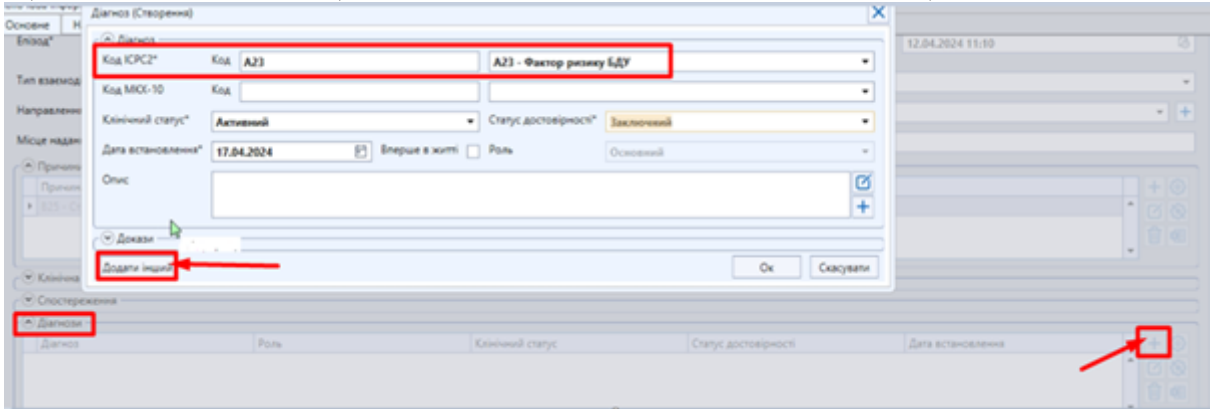 Діагноз (Створення)
Основне Н
Епізод*
Діагноз
12.04.2024 11:10
Код ICPC2* Код A23 A23 - Фактор ризику БДУ
Тип взаємод
Код МКХ-10 Код
Направленн
Клінічний статус* Активний Статус достовірності* Заключний
Місце надан
Дата встановлення* 17.04.2024 Вперше в житті Роль Основний
Причини
Опис
Причин
Докази
Додати інший Ок Скасувати
Клінічна
Спостереження
Діагнози
Діагноз Роль Клінічний статус Статус достовірності Дата встановлення